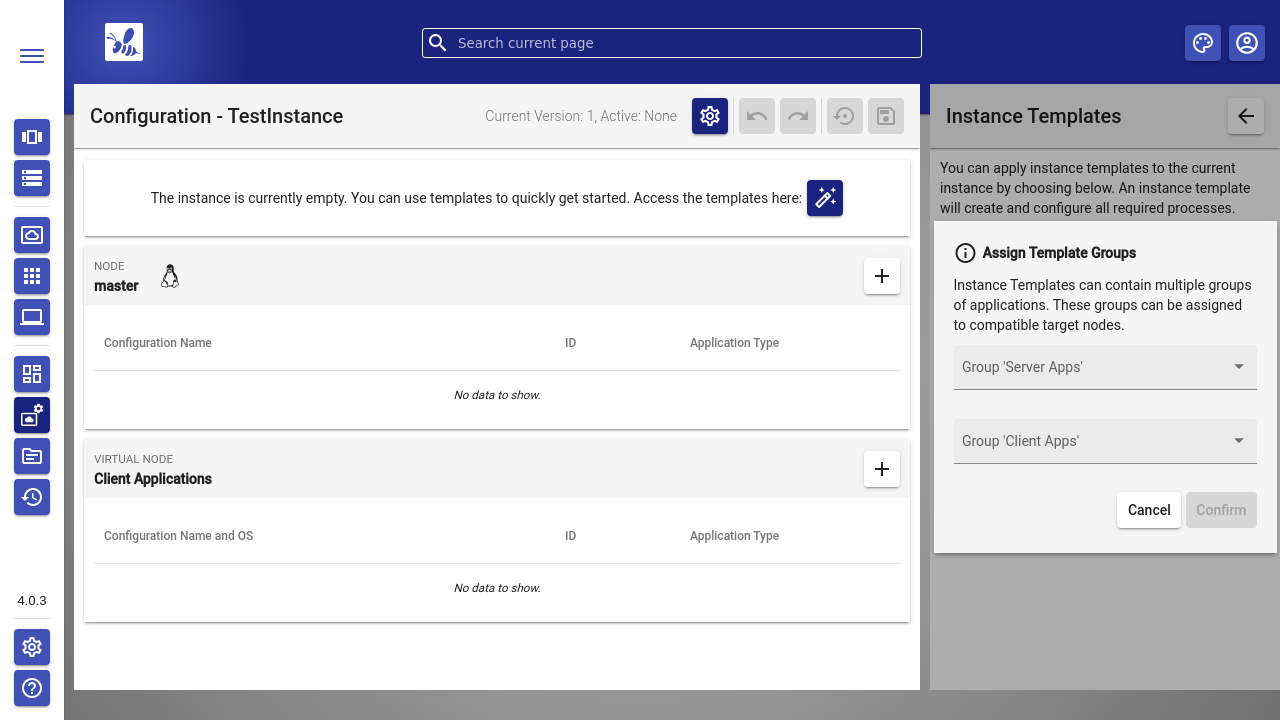 Search current page
Configuration - TestInstance
Current Version: 1, Active: None
Instance Templates
The instance is currently empty. You can use templates to quickly get started. Access the templates here:
You can apply instance templates to the current
instance by choosing below. An instance template
will create and configure all required processes.
NODE
master
Configuration Name ID Application Type
No data to show.
VIRTUAL NODE
Client Applications
Configuration Name and OS ID Application Type
No data to show.
Assign Template Groups
Instance Templates can contain multiple groups
of applications. These groups can be assigned
to compatible target nodes.
Group 'Server Apps'
Group 'Client Apps'
Cancel Confirm
4.0.3